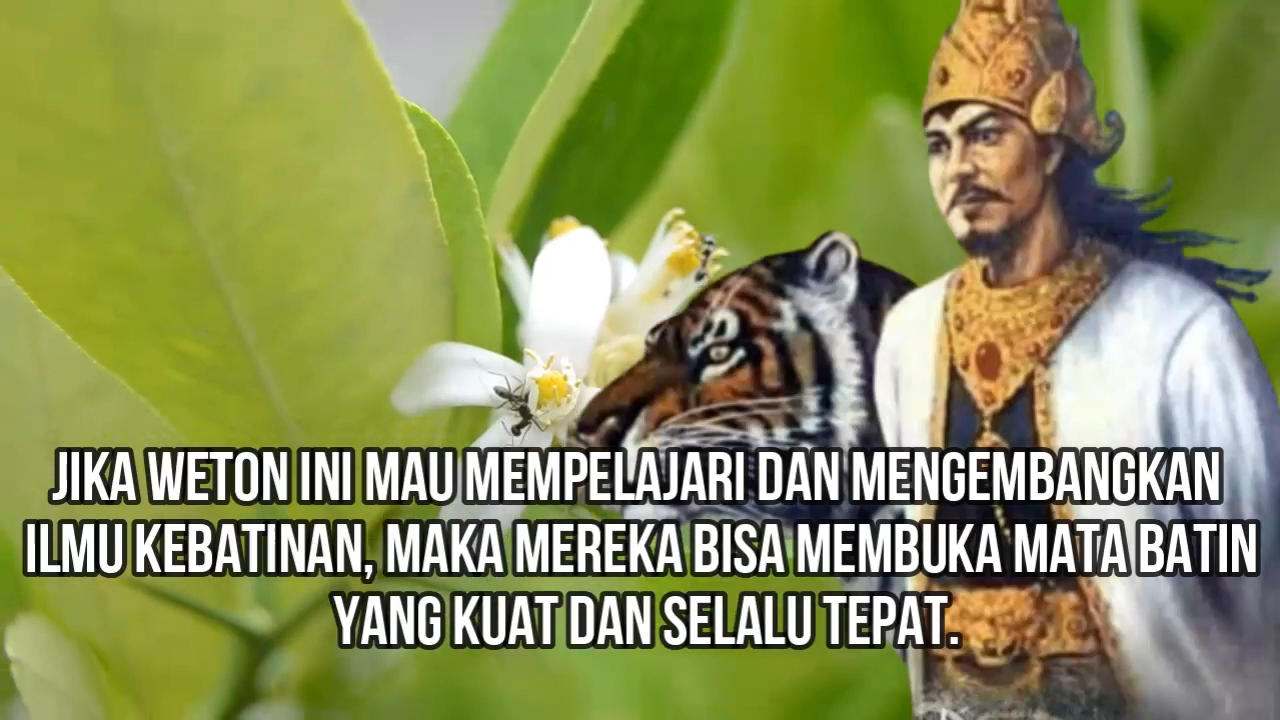 JIKA WETON INI MAU MEMPELAJARI DAN MENGEMBANGKAN
ILMU KEBATINAN, MAKA MEREKA BISA MEMBUKA MATA BATIN
YANG KUAT DAN SELALU TEPAT.